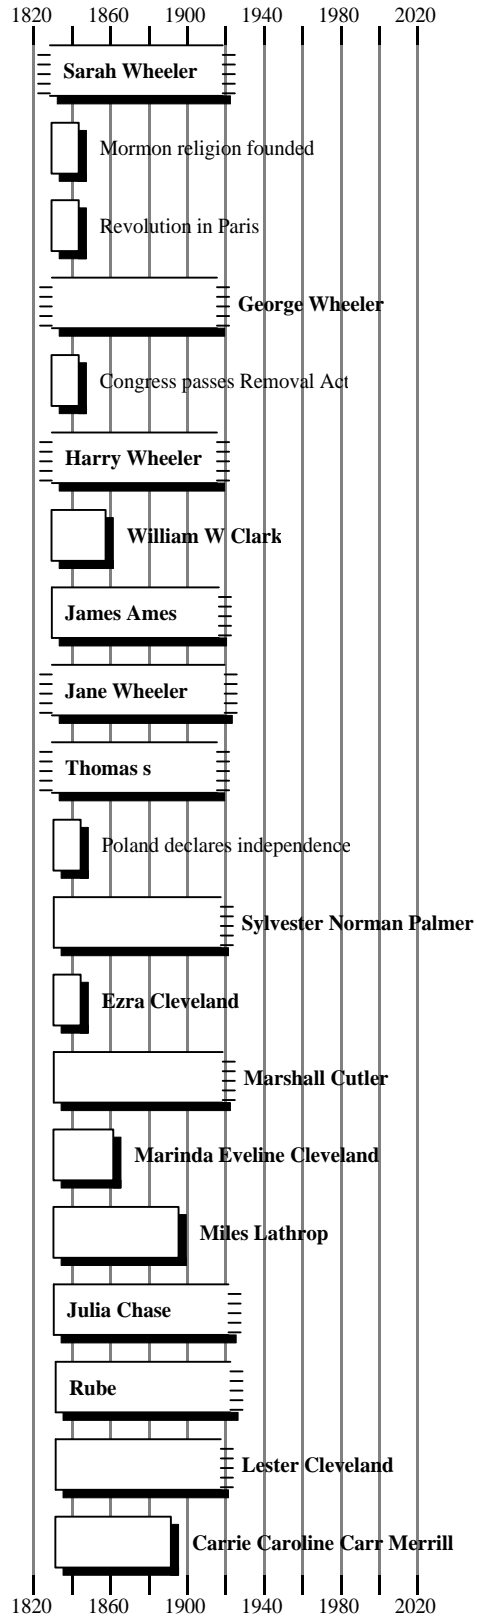 1820 1860 1900 1940 1980 2020
Sarah Wheeler
Mormon religion founded
Revolution in Paris
George Wheeler
Congress passes Removal Act
Harry Wheeler
William W Clark
James Ames
Jane Wheeler
Thomas s
Poland declares independence
Sylvester Norman Palmer
Ezra Cleveland
Marshall Cutler
Marinda Eveline Cleveland
Miles Lathrop
Julia Chase
Rube
Lester Cleveland
Carrie Caroline Carr Merrill
1820 1860 1900 1940 1980 2020